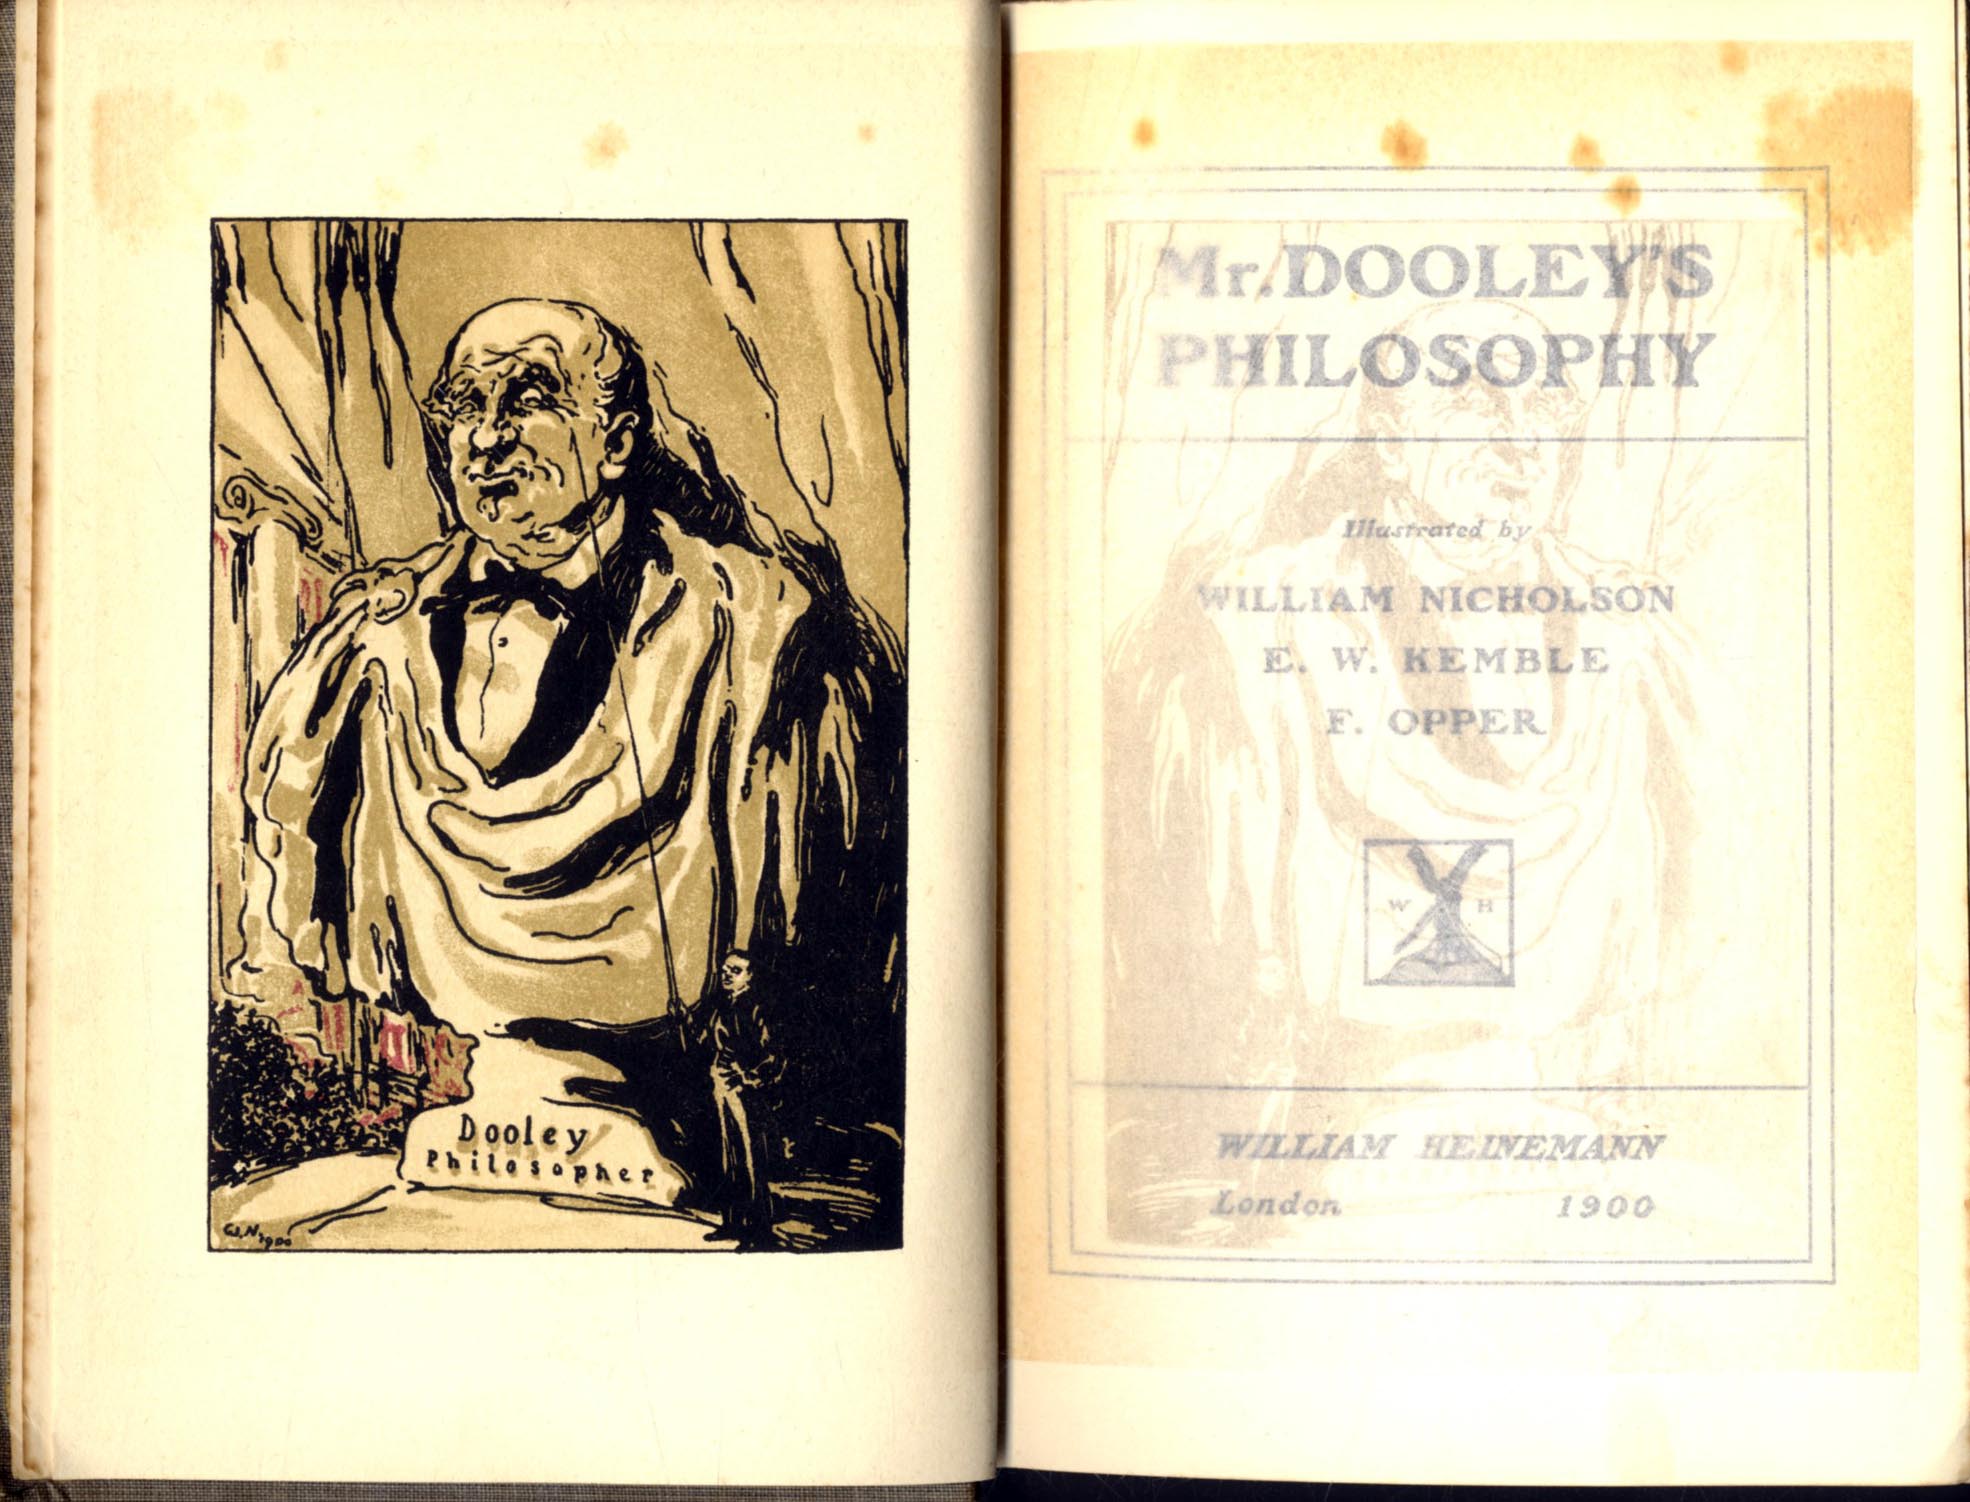 Dooley
Philosopher
W.N. 1900
Mr. DOOLEY'S
PHILOSOPHY
Illustrated by
WILLIAM NICHOLSON
E. W. KEMBLE
F. OPPER
W H
WILLIAM HEINEMANN
London 1900